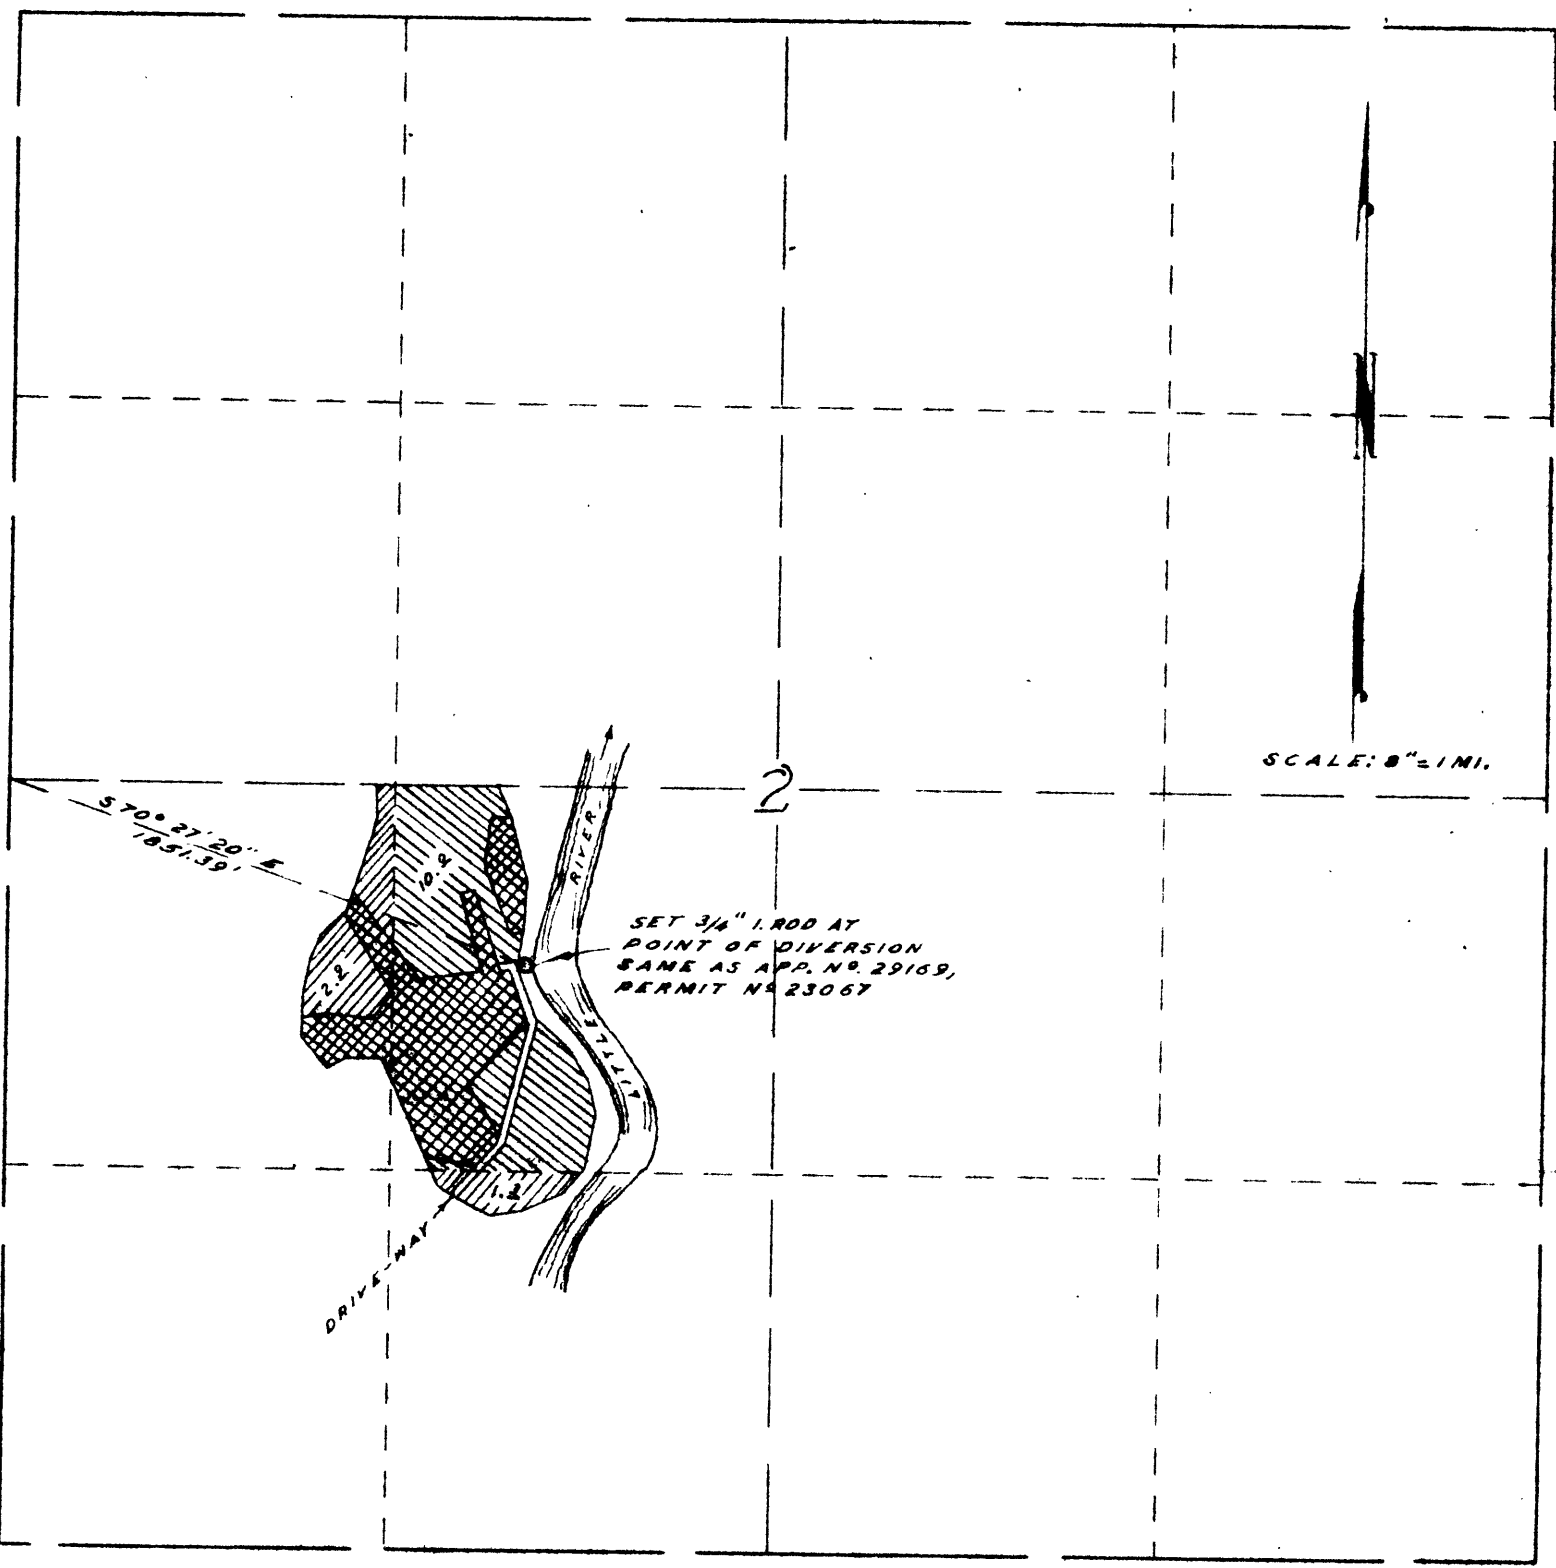 N
SCALE: 8"=1 MI.
2
S 70° 27' 20" E
1851.39'
10.2
RIVER
SET 3/4" I. ROD AT
POINT OF DIVERSION
SAME AS APP. Nº. 29169,
PERMIT Nº 23067
2.2
LITTLE
1.2
DRIVE-WAY